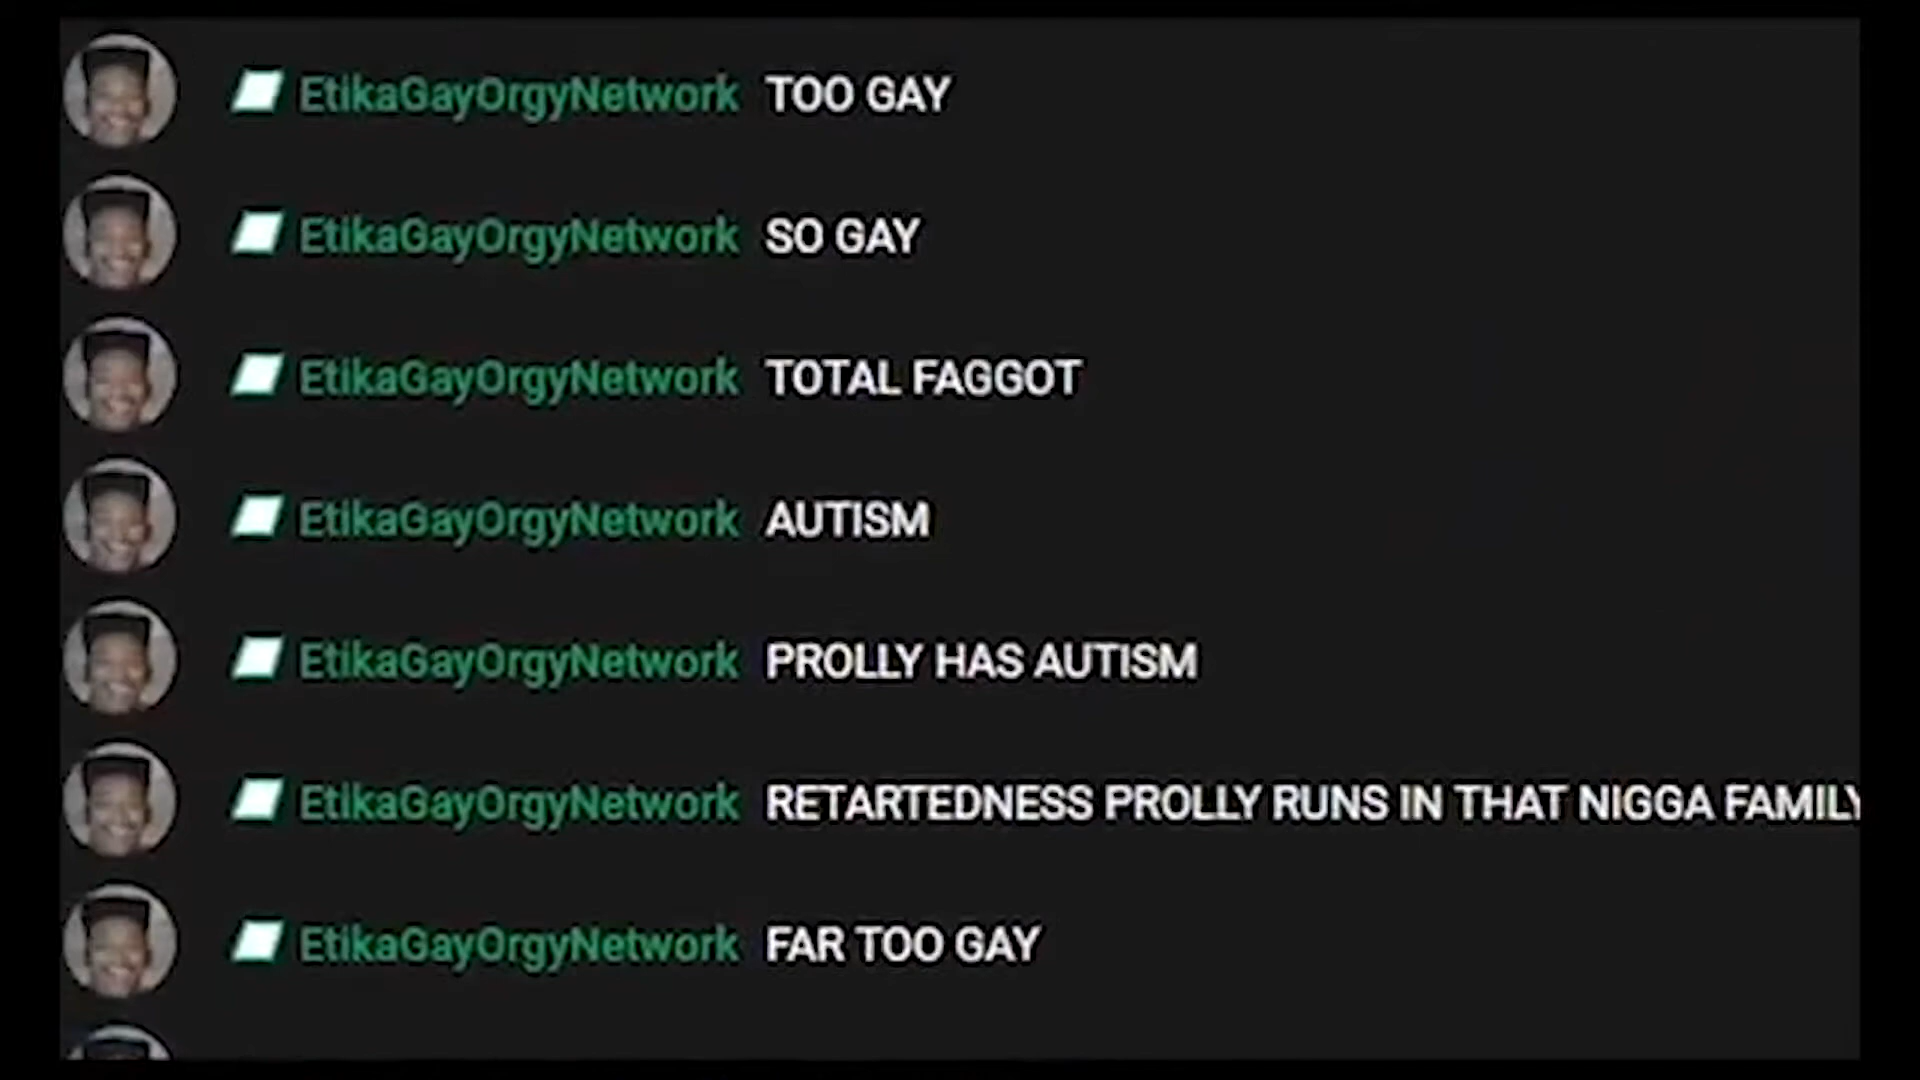 EtikaGayOrgyNetwork TOO GAY
EtikaGayOrgyNetwork SO GAY
EtikaGayOrgyNetwork TOTAL FAGGOT
EtikaGayOrgyNetwork AUTISM
EtikaGayOrgyNetwork PROLLY HAS AUTISM
EtikaGayOrgyNetwork RETARTEDNESS PROLLY RUNS IN THAT NIGGA FAMILY
EtikaGayOrgyNetwork FAR TOO GAY